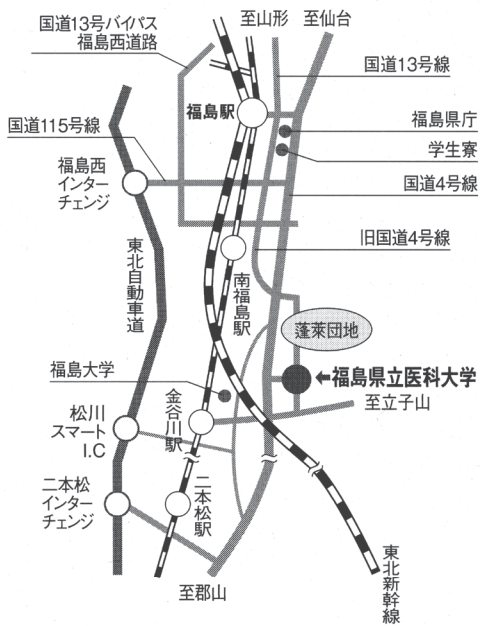 至山形
至仙台
国道13号バイパス
福島西道路
国道13号線
福島駅
福島県庁
国道115号線
学生寮
福島西
インター
チェンジ
国道4号線
旧国道4号線
東北自動車道
南福島駅
蓬萊団地
福島大学
←福島県立医科大学
金谷川駅
至立子山
松川
スマート
I.C
二本松
インター
チェンジ
二本松駅
東北新幹線
至郡山